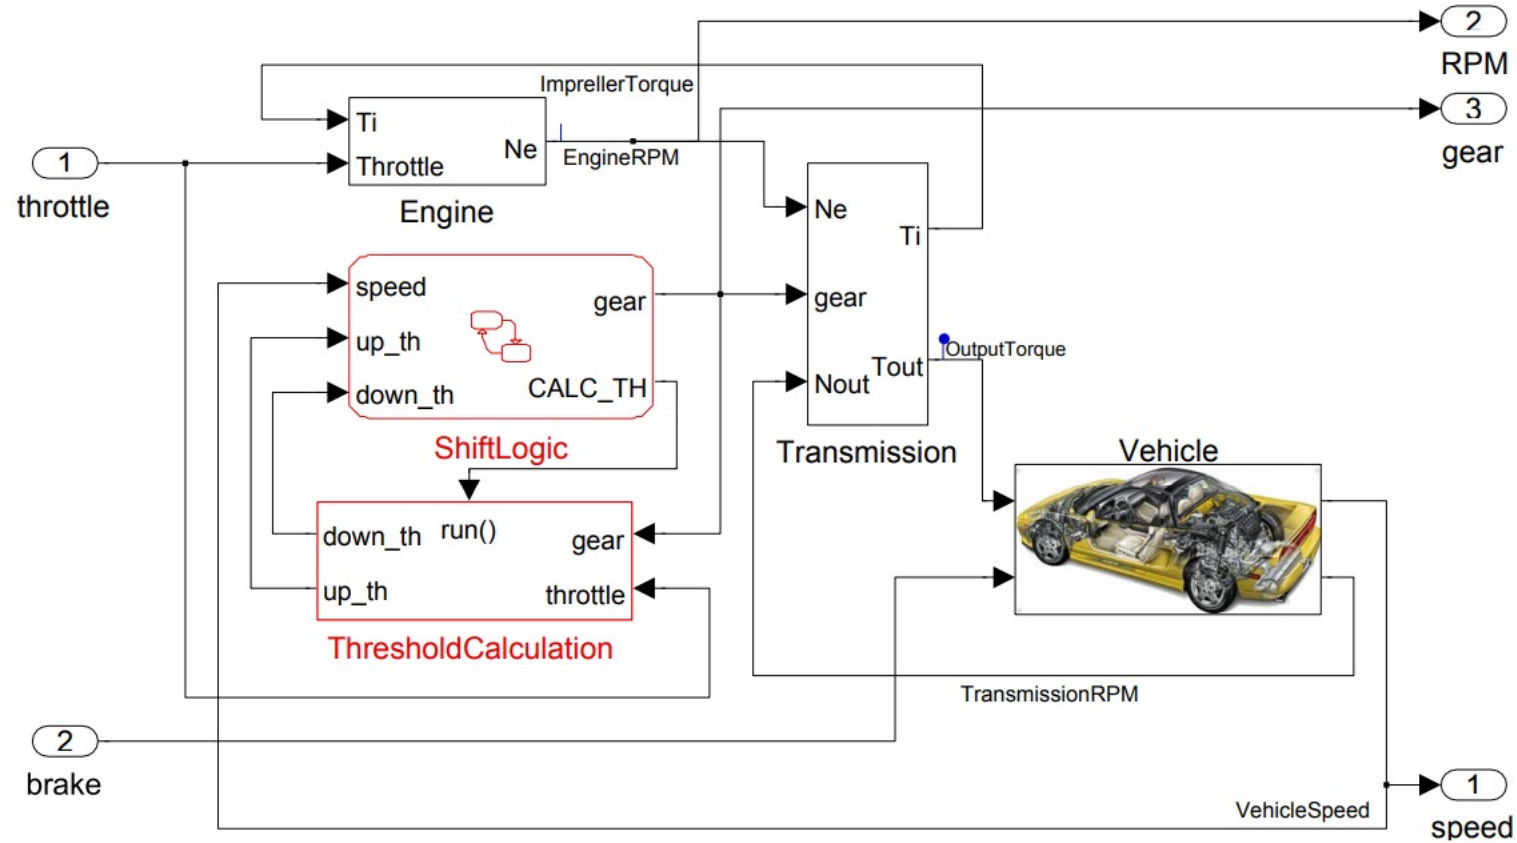 2
RPM
ImprellerTorque
3
gear
Ti
Ne
EngineRPM
1
Throttle
throttle
Engine
Ne
Ti
speed
gear
gear
up_th
OutputTorque
Tout
Nout
down_th
CALC_TH
ShiftLogic
Transmission
Vehicle
down_th
run()
gear
up_th
throttle
ThresholdCalculation
TransmissionRPM
2
brake
1
VehicleSpeed
speed